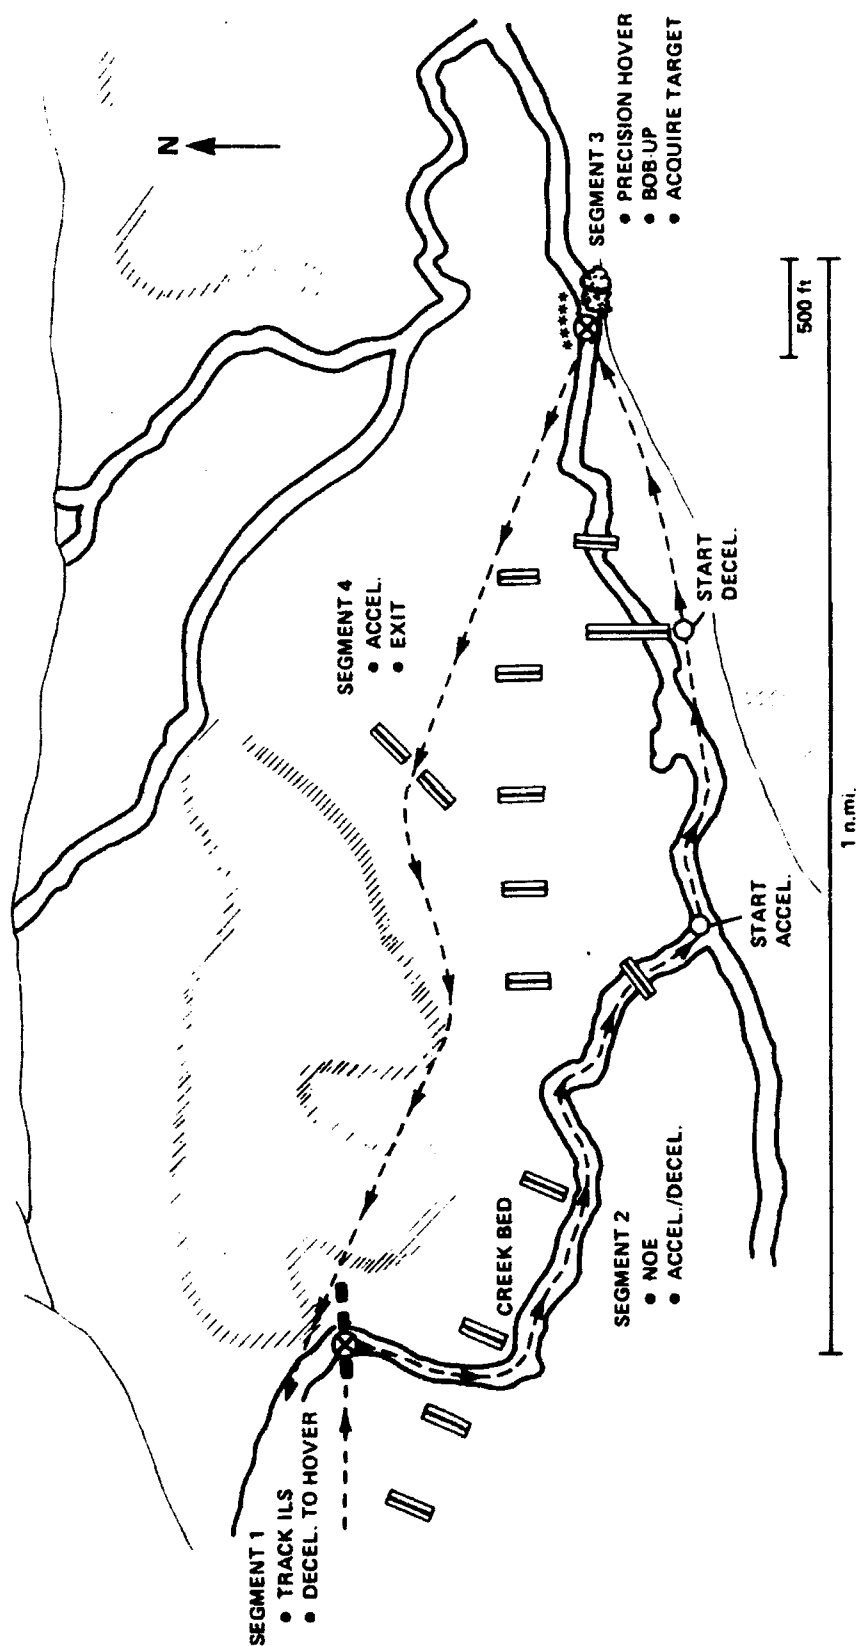 SEGMENT 1
• TRACK ILS
• DECEL. TO HOVER
CREEK BED
SEGMENT 2
• NOE
• ACCEL./DECEL.
START
ACCEL.
SEGMENT 4
• ACCEL.
• EXIT
START
DECEL.
SEGMENT 3
• PRECISION HOVER
• BOB-UP
• ACQUIRE TARGET
N
500 ft
1 n.mi.